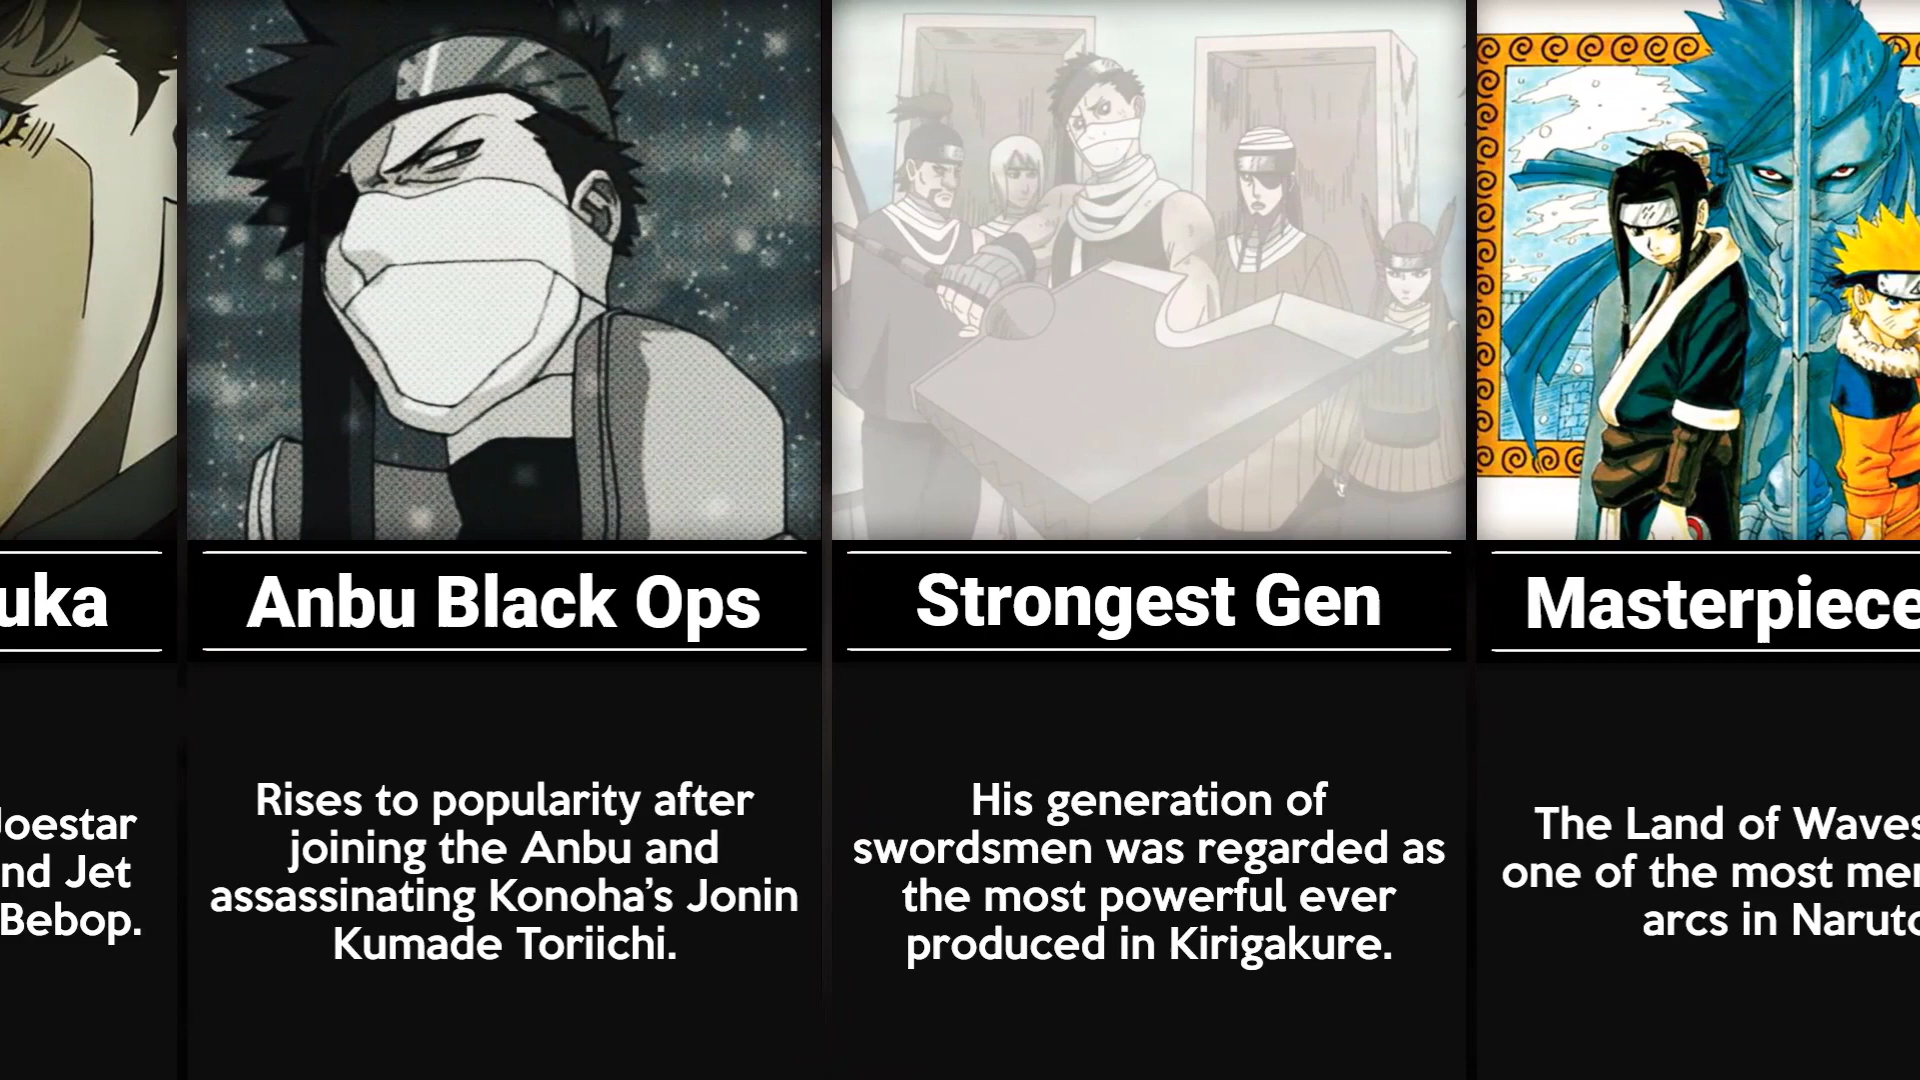 uka
Joestar
nd Jet
Bebop.
Anbu Black Ops
Rises to popularity after
joining the Anbu and
assassinating Konoha’s Jonin
Kumade Toriichi.
Strongest Gen
His generation of
swordsmen was regarded as
the most powerful ever
produced in Kirigakure.
Masterpiece
The Land of Waves
one of the most mem
arcs in Naruto